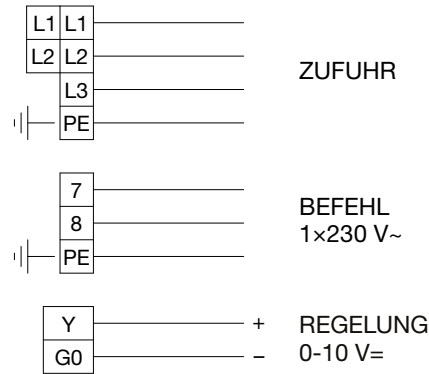 L1 L1
L2 L2
L3
PE
ZUFUHR
7
8
PE
BEFEHL
1×230 V~
Y +
G0 –
REGELUNG
0-10 V=